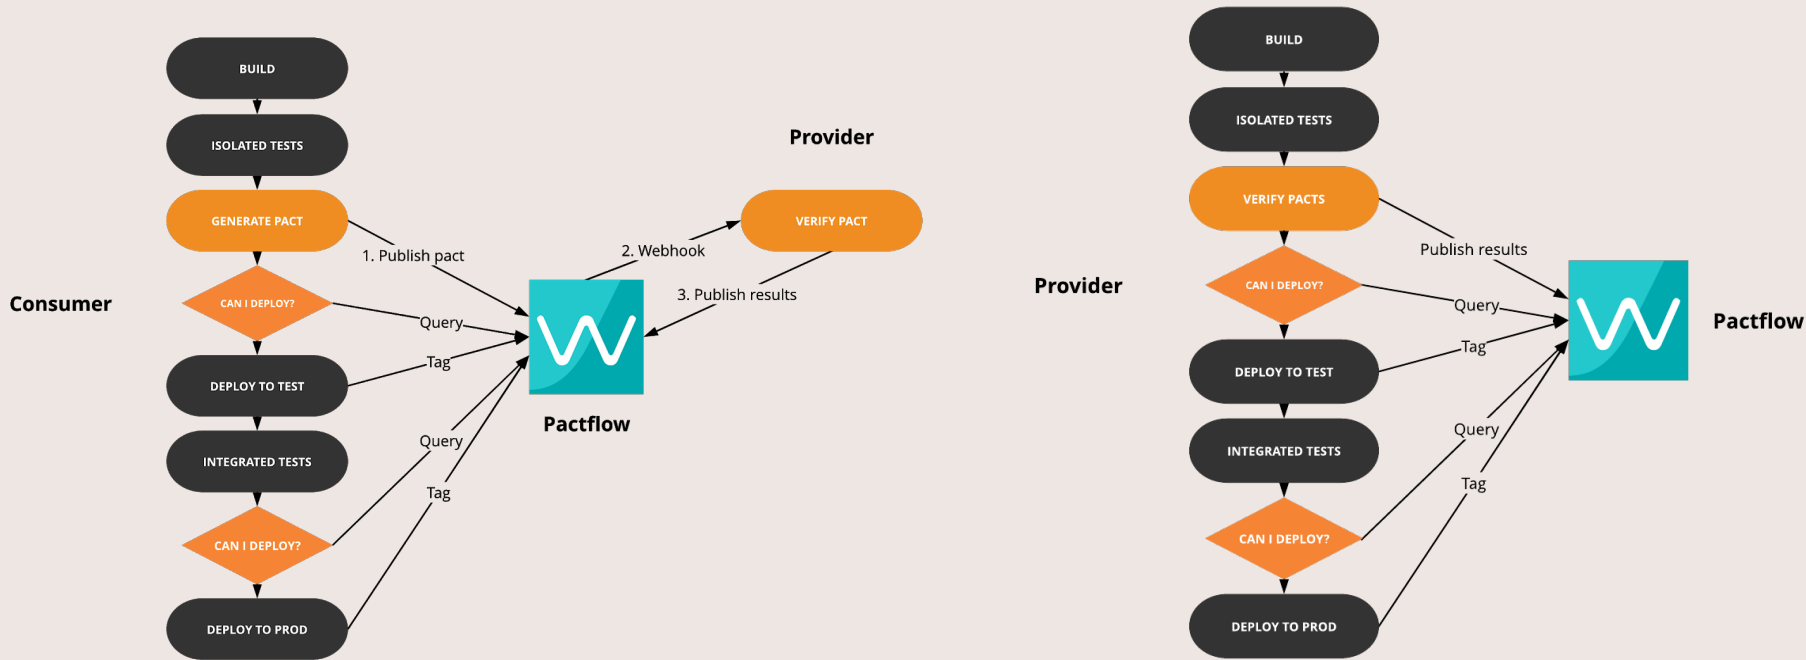 BUILD
ISOLATED TESTS
GENERATE PACT
CAN I DEPLOY?
DEPLOY TO TEST
INTEGRATED TESTS
CAN I DEPLOY?
DEPLOY TO PROD
Consumer
1. Publish pact
Query
Tag
Query
Tag
Pactflow
2. Webhook
3. Publish results
Provider
VERIFY PACT
BUILD
ISOLATED TESTS
VERIFY PACTS
CAN I DEPLOY?
DEPLOY TO TEST
INTEGRATED TESTS
CAN I DEPLOY?
DEPLOY TO PROD
Provider
Publish results
Query
Tag
Query
Tag
Pactflow